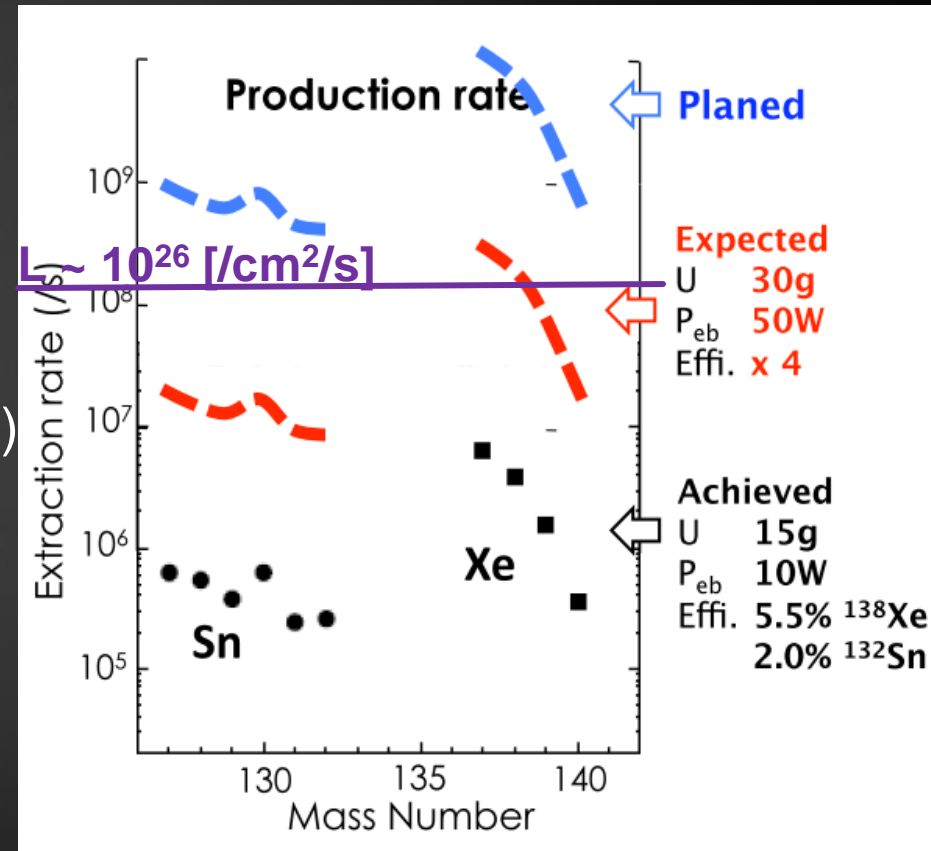 Production rate
Planed
10⁹
Expected
U 30g
P_eb 50W
Effi. x 4
L ~ 10²⁶ [/cm²/s]
10⁸
Extraction rate (/s)
10⁷
)
Achieved
U 15g
P_eb 10W
Effi. 5.5% ¹³⁸Xe
2.0% ¹³²Sn
10⁶
Xe
Sn
10⁵
130 135 140
Mass Number